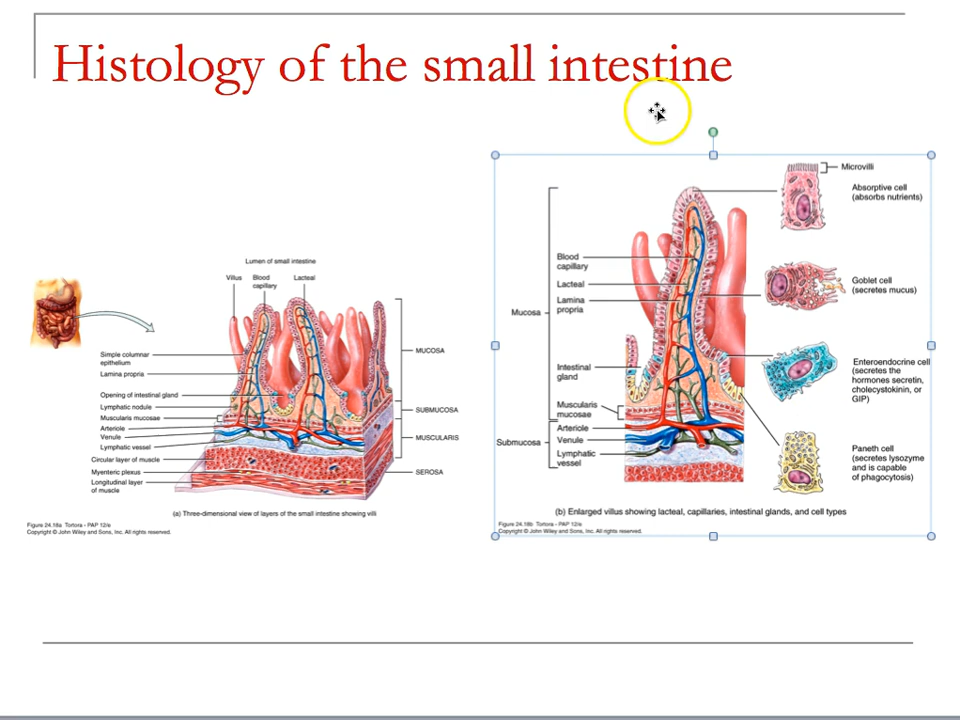 Histology of the small intestine
Lumen of small intestine
Villus
Blood
capillary
Lacteal
Simple columnar
epithelium
Lamina propria
Opening of intestinal gland
Lymphatic nodule
Muscularis mucosae
Arteriole
Venule
Lymphatic vessel
Circular layer of muscle
Myenteric plexus
Longitudinal layer
of muscle
MUCOSA
SUBMUCOSA
MUSCULARIS
SEROSA
(a) Three-dimensional view of layers of the small intestine showing villi
Figure 24.18a Tortora - PAP 12/e
Copyright © John Wiley and Sons, Inc. All rights reserved.
Mucosa
Submucosa
Blood
capillary
Lacteal
Lamina
propria
Intestinal
gland
Muscularis
mucosae
Arteriole
Venule
Lymphatic
vessel
Microvilli
Absorptive cell
(absorbs nutrients)
Goblet cell
(secretes mucus)
Enteroendocrine cell
(secretes the
hormones secretin,
cholecystokinin, or
GIP)
Paneth cell
(secretes lysozyme
and is capable
of phagocytosis)
(b) Enlarged villus showing lacteal, capillaries, intestinal glands, and cell types
Figure 24.18b Tortora - PAP 12/e
Copyright © John Wiley and Sons, Inc. All rights reserved.